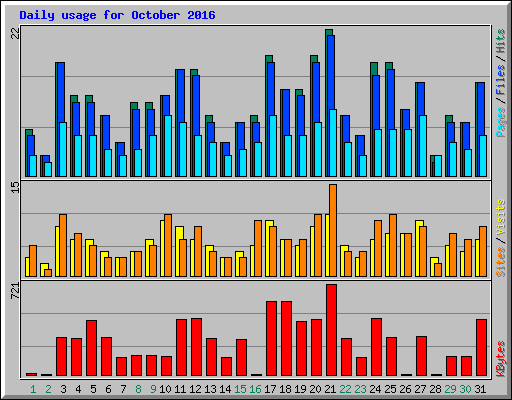 Daily usage for October 2016
22
Pages / Files / Hits
15
Sites / Visits
721
KBytes
1 2 3 4 5 6 7 8 9 10 11 12 13 14 15 16 17 18 19 20 21 22 23 24 25 26 27 28 29 30 31